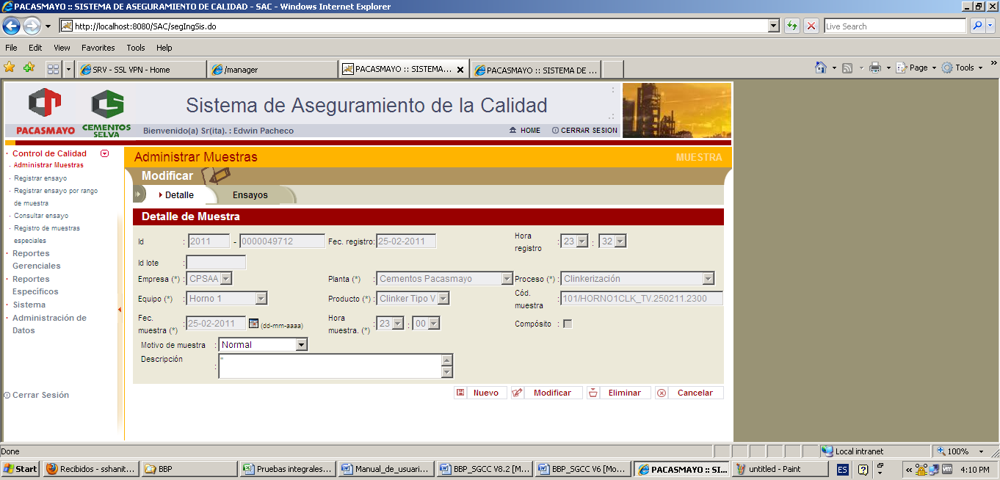 PACASMAYO :: SISTEMA DE ASEGURAMIENTO DE CALIDAD - SAC - Windows Internet Explorer
http://localhost:8080/SAC/segIngSis.do
Live Search
File Edit View Favorites Tools Help
SRV - SSL VPN - Home
/manager
PACASMAYO :: SISTEMA...
PACASMAYO :: SISTEMA DE ...
Page
Tools
PACASMAYO
CEMENTOS SELVA
Sistema de Aseguramiento de la Calidad
Bienvenido(a) Sr(ita). : Edwin Pacheco
HOME
CERRAR SESION
Control de Calidad
Administrar Muestras
Registrar ensayo
Registrar ensayo por rango
de muestra
Consultar ensayo
Registro de muestras
especiales
Reportes
Gerenciales
Reportes
Específicos
Sistema
Administración de
Datos
Cerrar Sesión
Administrar Muestras
MUESTRA
Modificar
Detalle
Ensayos
Detalle de Muestra
Id : 2011 - 0000049712 Fec. registro: 25-02-2011 Hora registro : 23 : 32
Id lote :
Empresa (*) : CPSAA Planta (*) : Cementos Pacasmayo Proceso (*) : Clinkerización
Equipo (*) : Horno 1 Producto (*) : Clinker Tipo V Cód. muestra : 101/HORNO1CLK_TV.250211.2300
Fec. muestra (*) : 25-02-2011 (dd-mm-aaaa) Hora muestra. (*) : 23 : 00 Compósito :
Motivo de muestra : Normal
Descripción : "
Nuevo Modificar Eliminar Cancelar
Done
Local intranet
100%
Start
Recibidos - sshanit...
BBP
Pruebas integrales...
Manual_de_usuari...
BBP_SGCC V8.2 [M...
BBP_SGCC V6 [Mo...
PACASMAYO :: SI...
untitled - Paint
ES
4:10 PM